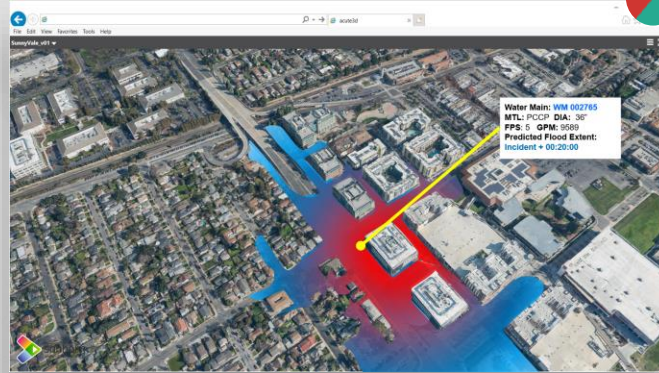 acute3d
File Edit View Favorites Tools Help
SunnyVale_v01
Water Main: WM 002765
MTL: PCCP DIA: 36"
FPS: 5 GPM: 9589
Predicted Flood Extent:
Incident + 00:20:00